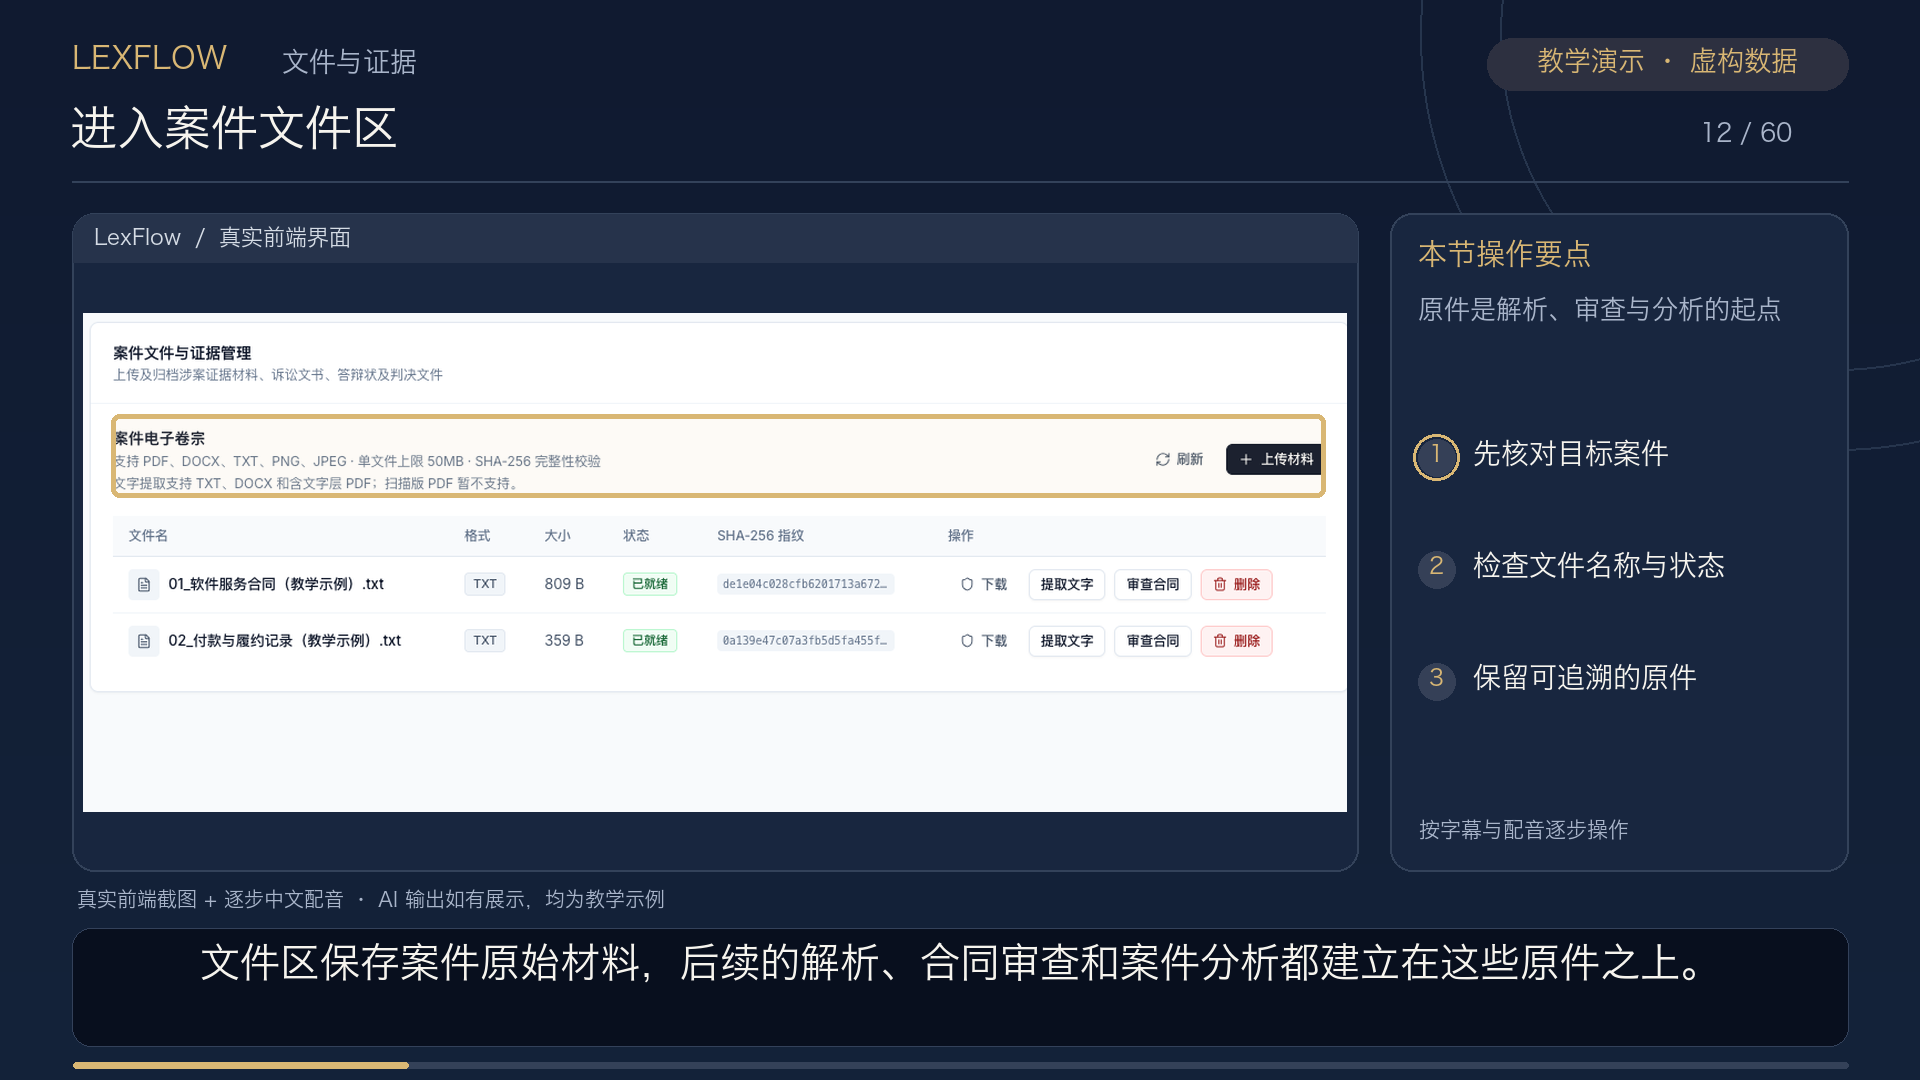 LEXFLOW 文件与证据
教学演示 · 虚构数据
进入案件文件区
12 / 60
LexFlow / 真实前端界面
案件文件与证据管理
上传及归档涉案证据材料、诉讼文书、答辩状及判决文件
案件电子卷宗
支持 PDF、DOCX、TXT、PNG、JPEG · 单文件上限 50MB · SHA-256 完整性校验
文字提取支持 TXT、DOCX 和含文字层 PDF；扫描版 PDF 暂不支持。
刷新
+ 上传材料
文件名 格式 大小 状态 SHA-256 指纹 操作
01_软件服务合同（教学示例）.txt TXT 809 B 已就绪 de1e04c028cfb6201713a672… 下载 提取文字 审查合同 删除
02_付款与履约记录（教学示例）.txt TXT 359 B 已就绪 0a139e47c07a3fb5d5fa455f… 下载 提取文字 审查合同 删除
本节操作要点
原件是解析、审查与分析的起点
1 先核对目标案件
2 检查文件名称与状态
3 保留可追溯的原件
按字幕与配音逐步操作
真实前端截图 + 逐步中文配音 · AI 输出如有展示，均为教学示例
文件区保存案件原始材料，后续的解析、合同审查和案件分析都建立在这些原件之上。